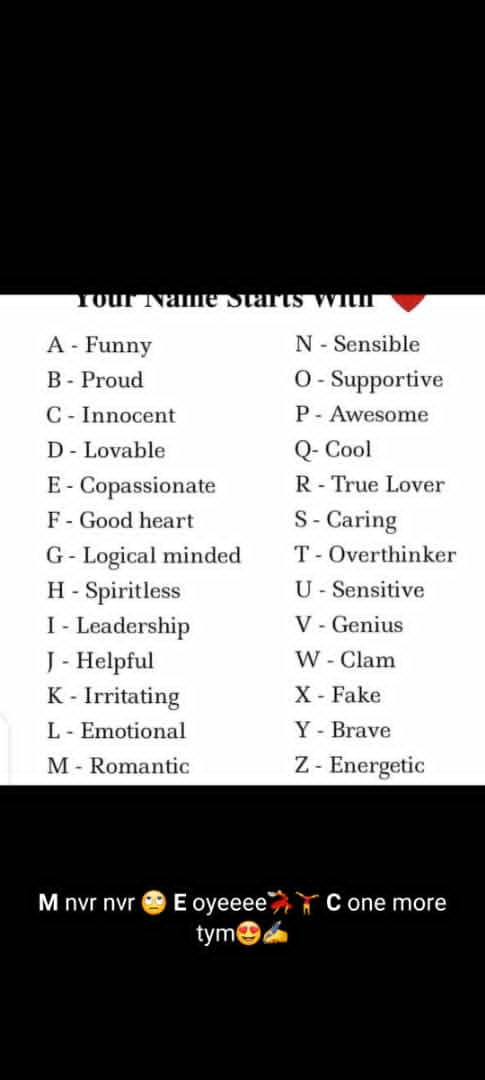 Your Name Starts With ❤
A - Funny
B - Proud
C - Innocent
D - Lovable
E - Copassionate
F - Good heart
G - Logical minded
H - Spiritless
I - Leadership
J - Helpful
K - Irritating
L - Emotional
M - Romantic
N - Sensible
O - Supportive
P - Awesome
Q- Cool
R - True Lover
S - Caring
T - Overthinker
U - Sensitive
V - Genius
W - Clam
X - Fake
Y - Brave
Z - Energetic
M nvr nvr 🙄 E oyeeee💃🤸 C one more
tym😍✍